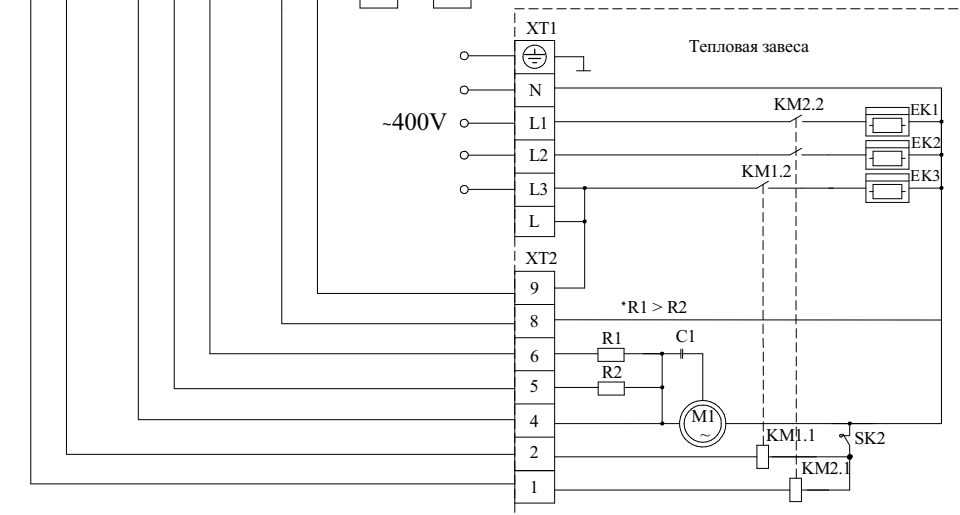 XT1
Тепловая завеса
N
KM2.2
~400V
L1
EK1
L2
EK2
KM1.2
L3
EK3
L
XT2
9
*R1 > R2
8
R1
C1
6
R2
5
M1
~
4
KM1.1
SK2
2
KM2.1
1